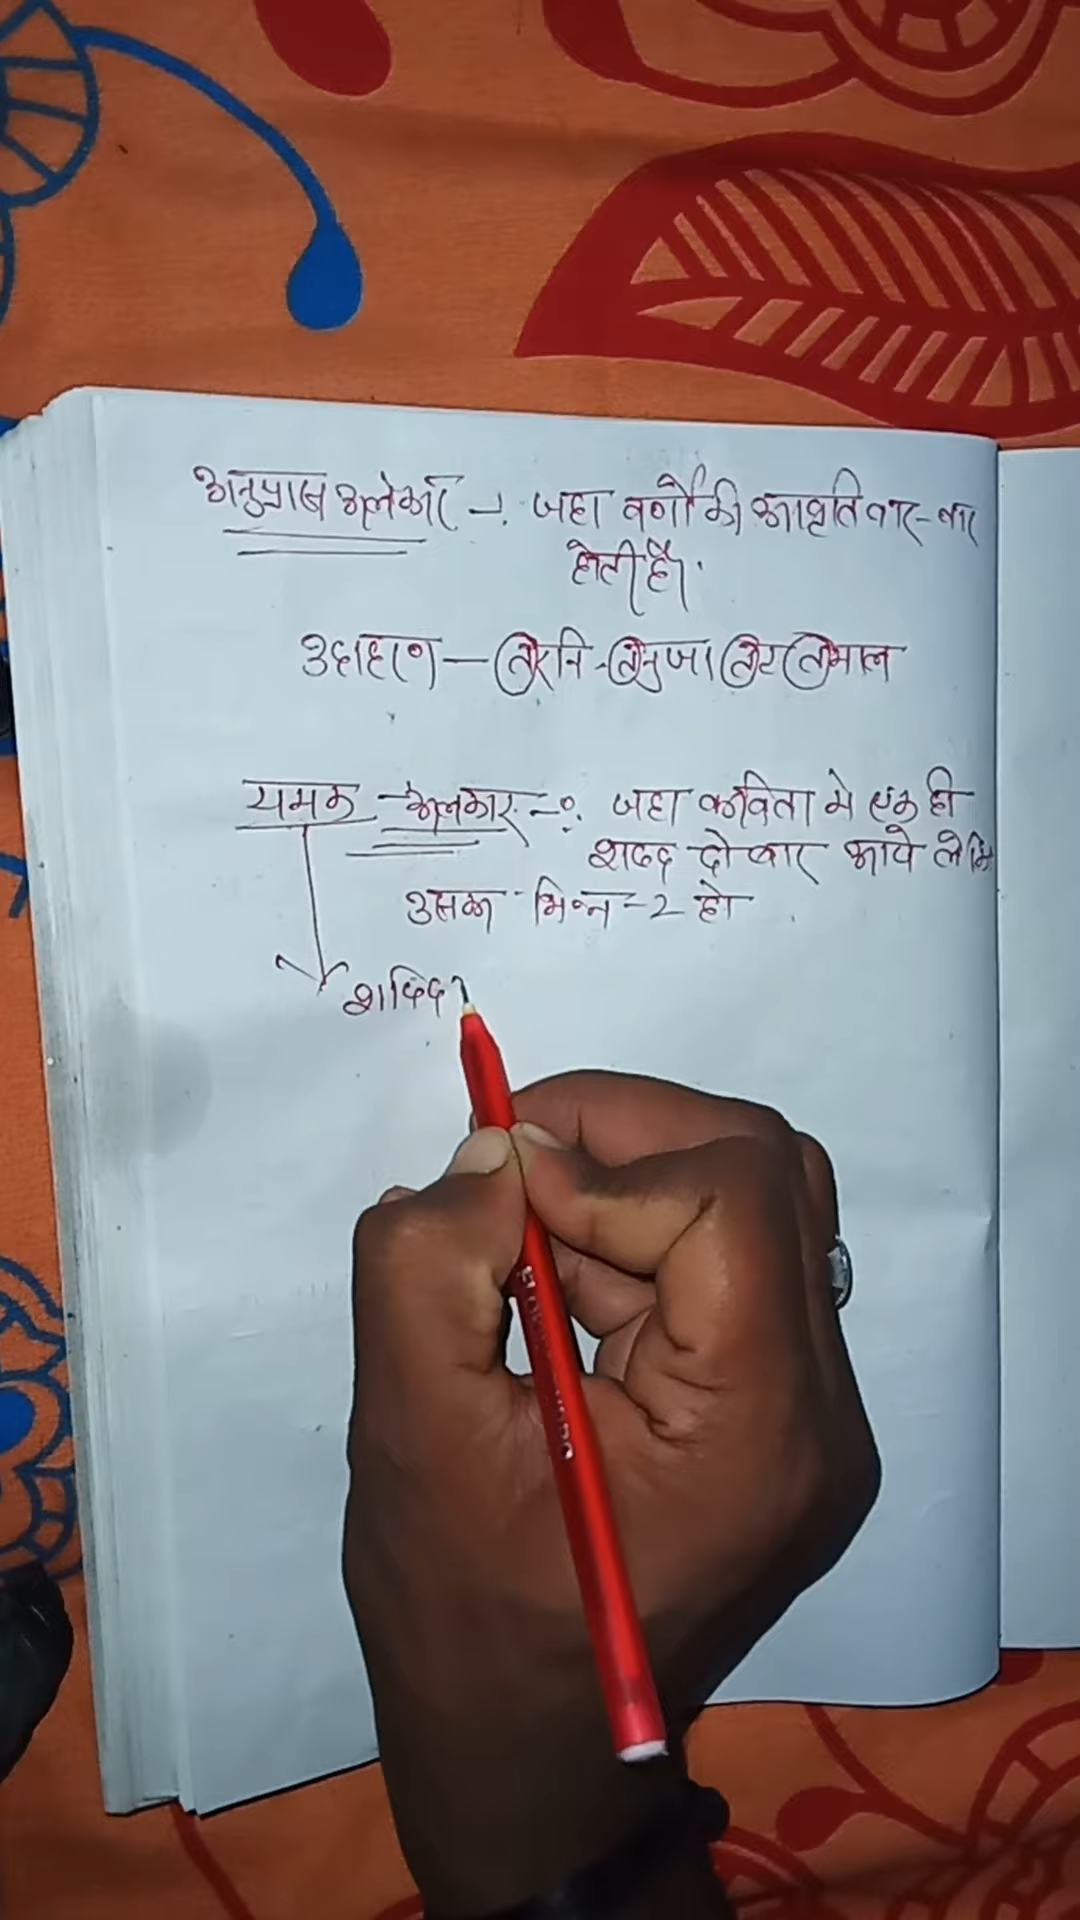 अनुप्रास अलंकार - जहा वर्णो की आवृति वार-बार
होती है।
उदाहरण — तरनि-तनुजा तट तमाल
यमक अलंकार - जहा कविता मे एक ही
शब्द दो बार आये लेकि
उसका भिन्न-2 हो
शब्दि